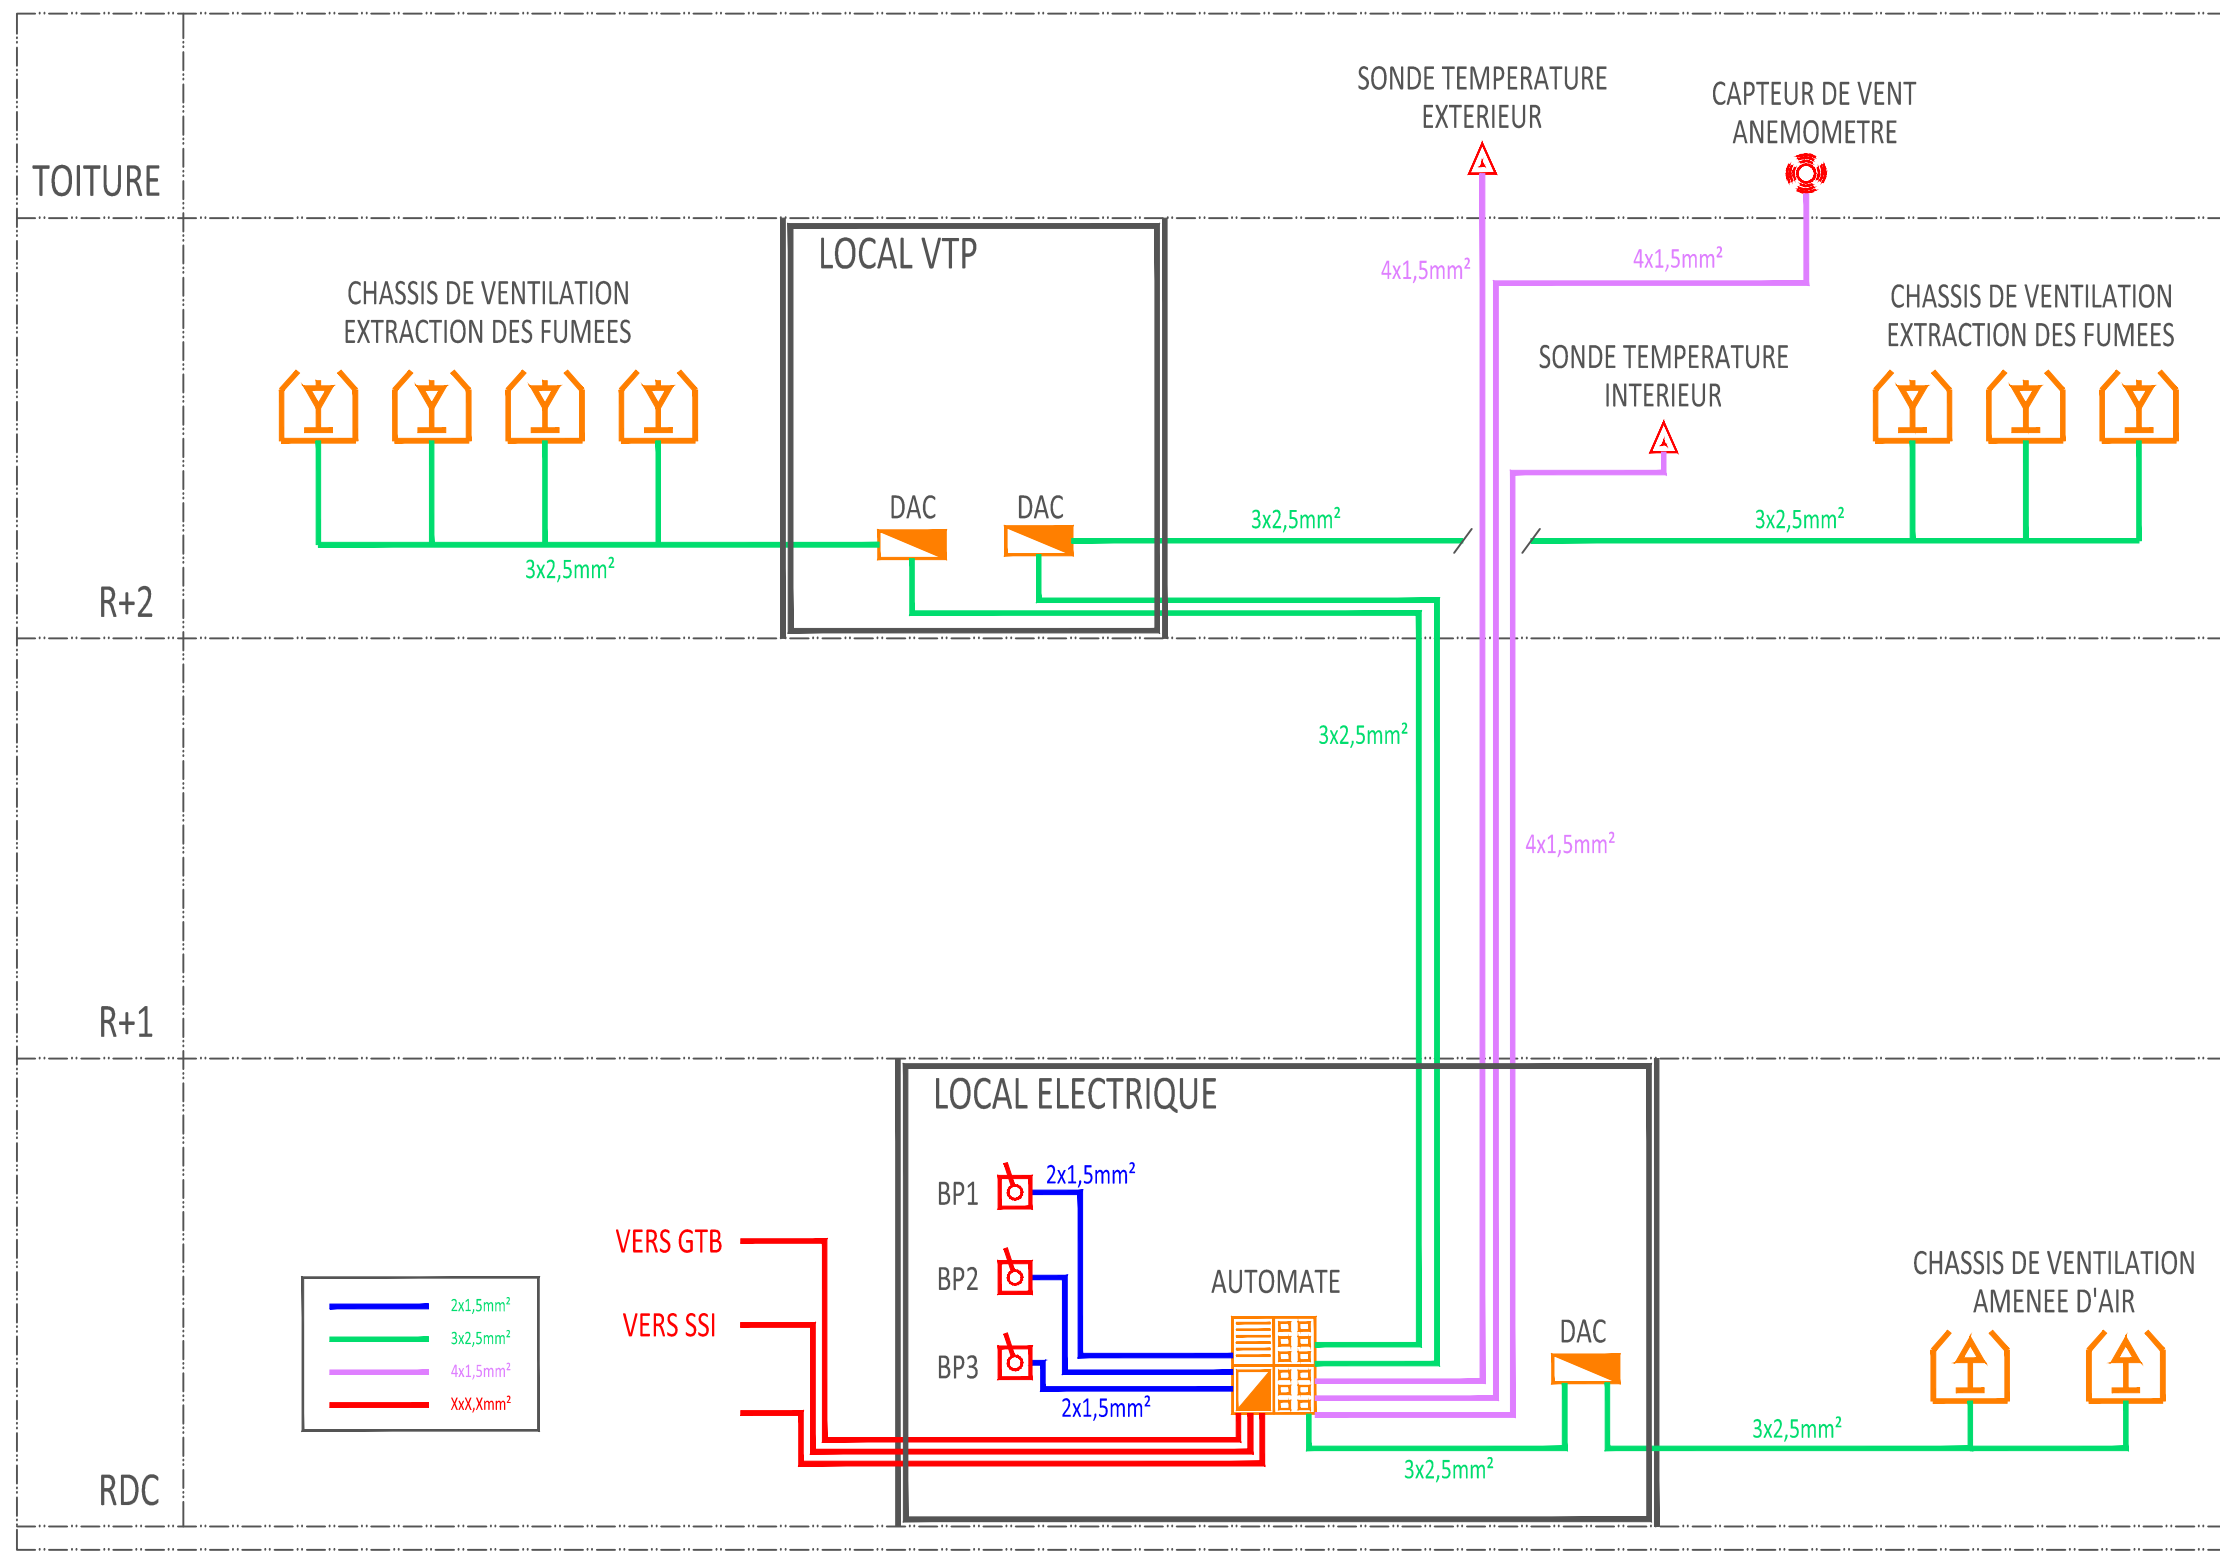 SONDE TEMPERATURE
EXTERIEUR
CAPTEUR DE VENT
ANEMOMETRE
TOITURE
LOCAL VTP
4x1,5mm²
4x1,5mm²
CHASSIS DE VENTILATION
EXTRACTION DES FUMEES
CHASSIS DE VENTILATION
EXTRACTION DES FUMEES
SONDE TEMPERATURE
INTERIEUR
DAC
DAC
3x2,5mm²
3x2,5mm²
3x2,5mm²
R+2
3x2,5mm²
4x1,5mm²
R+1
LOCAL ELECTRIQUE
BP1
2x1,5mm²
VERS GTB
BP2
AUTOMATE
CHASSIS DE VENTILATION
AMENEE D'AIR
VERS SSI
DAC
BP3
2x1,5mm²
2x1,5mm²
3x2,5mm²
4x1,5mm²
XxX,Xmm²
3x2,5mm²
3x2,5mm²
RDC